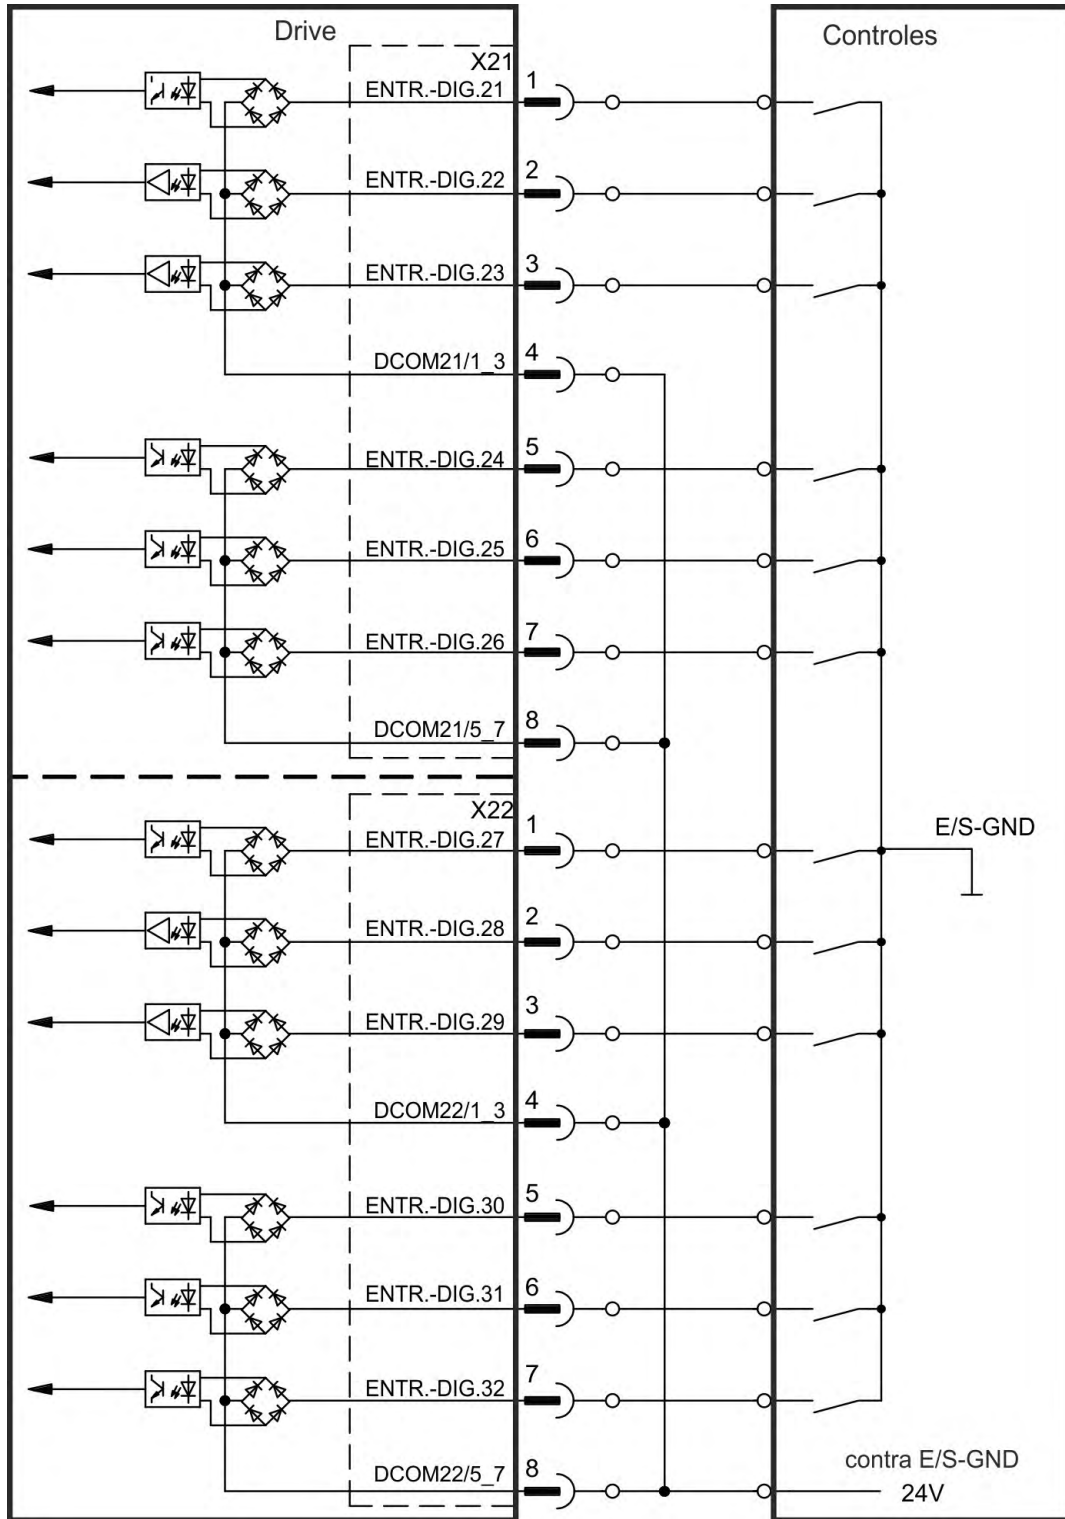 Drive
Controles
X21
ENTR.-DIG.21 1
ENTR.-DIG.22 2
ENTR.-DIG.23 3
DCOM21/1_3 4
ENTR.-DIG.24 5
ENTR.-DIG.25 6
ENTR.-DIG.26 7
DCOM21/5_7 8
X22
ENTR.-DIG.27 1
E/S-GND
ENTR.-DIG.28 2
ENTR.-DIG.29 3
DCOM22/1_3 4
ENTR.-DIG.30 5
ENTR.-DIG.31 6
ENTR.-DIG.32 7
contra E/S-GND
DCOM22/5_7 8
24V